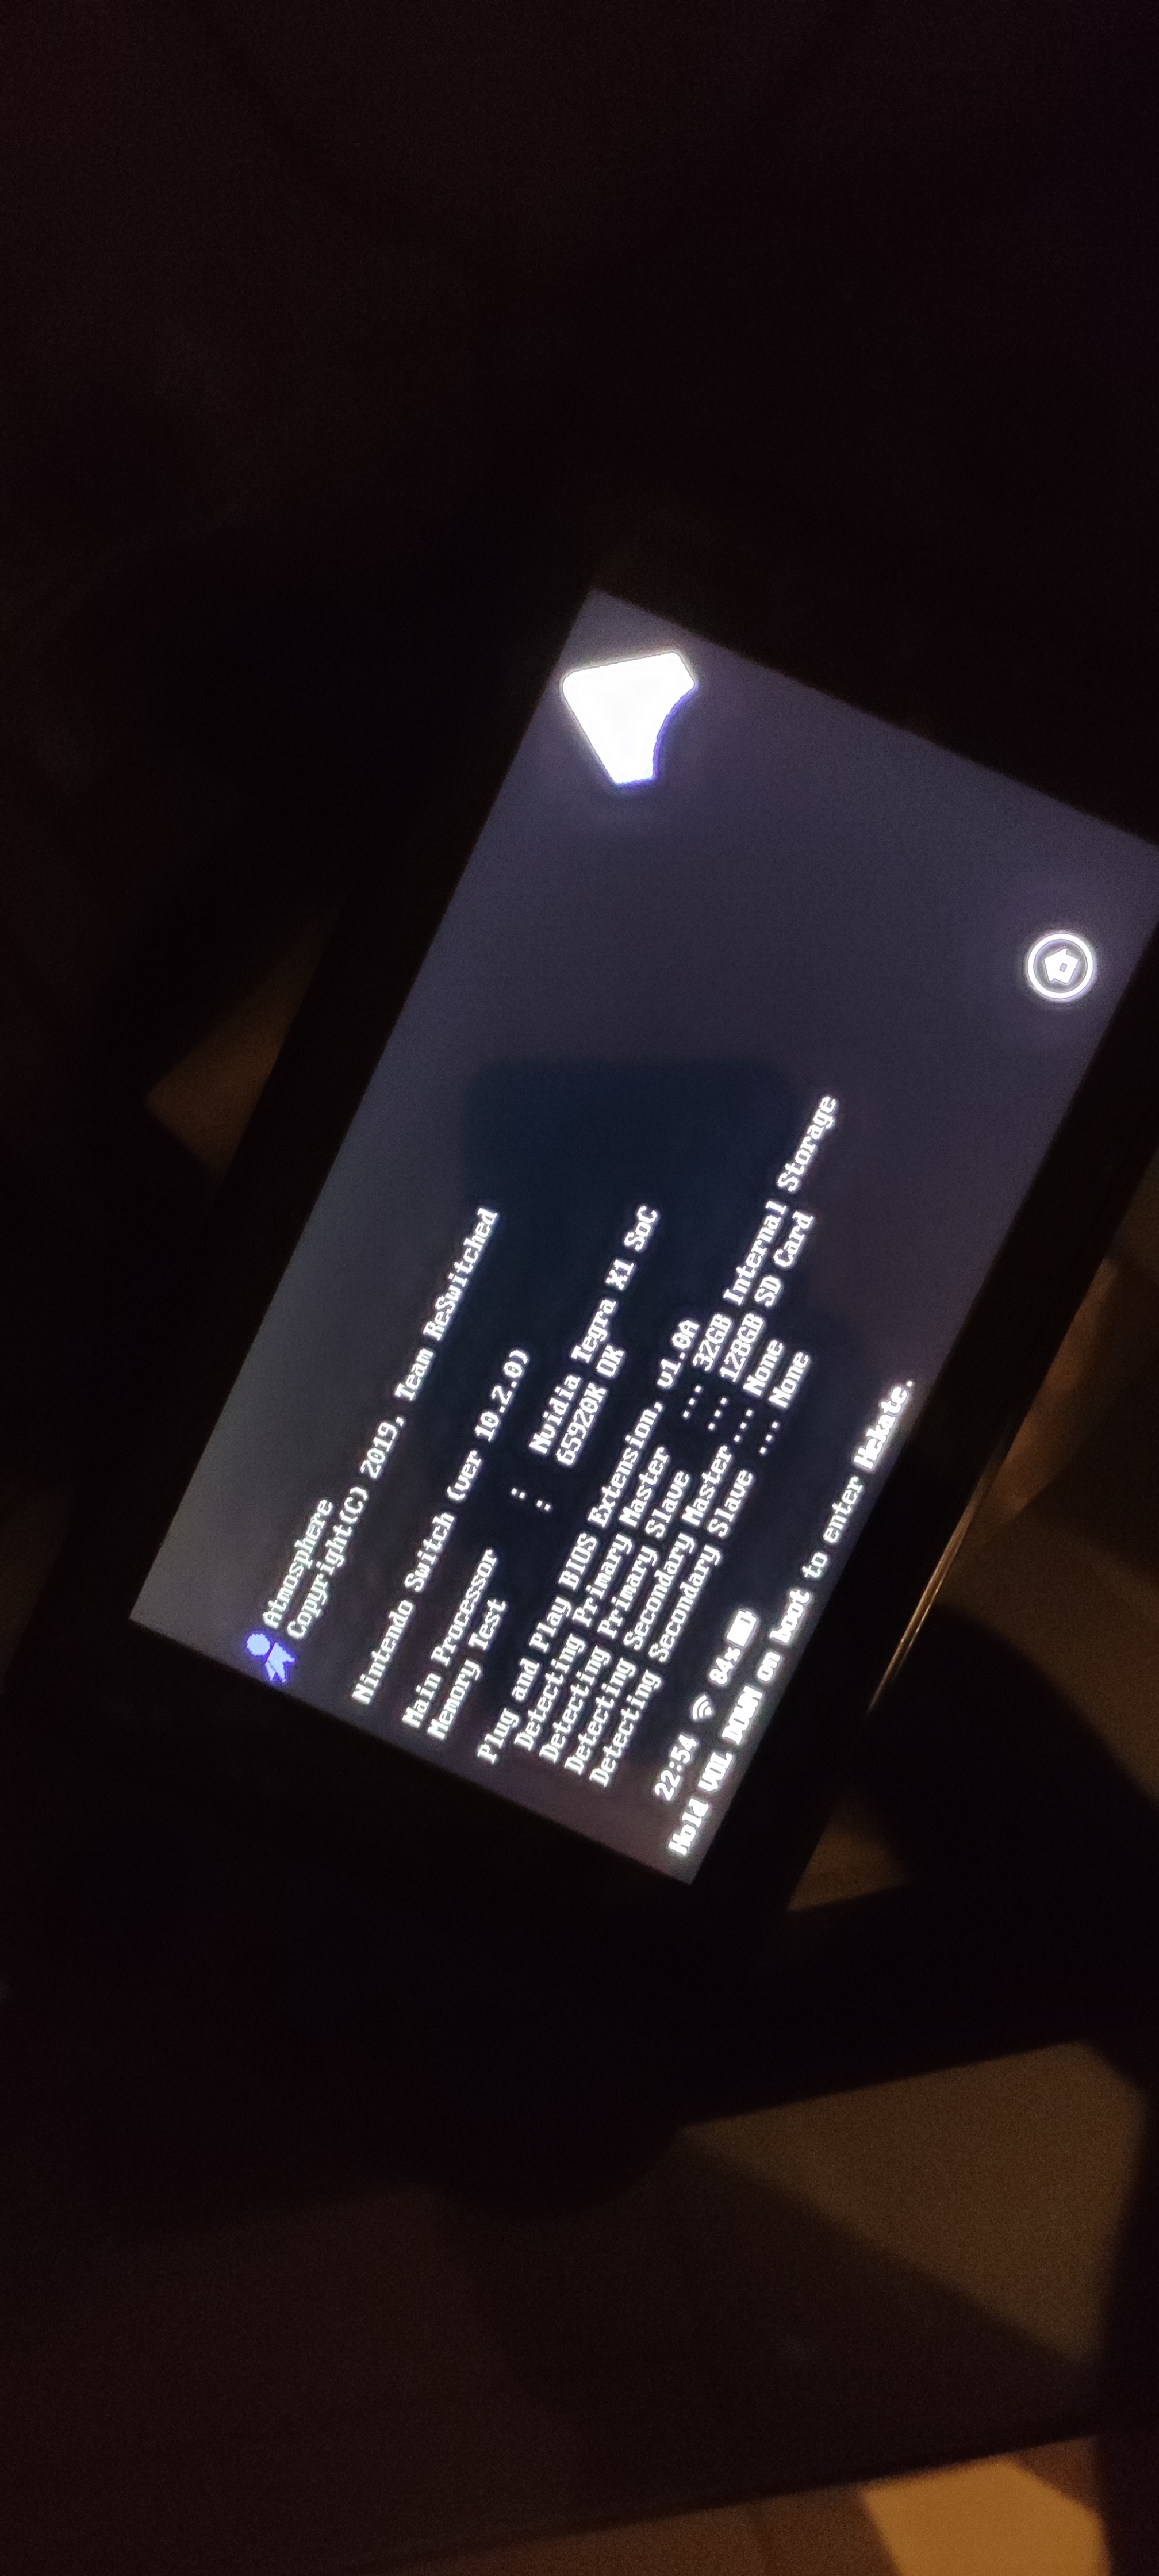 Atmosphere
Copyright(C) 2019, Team ReSwitched
Nintendo Switch (ver 10.2.0)
Main Processor : Nvidia Tegra X1 SoC
Memory Test : 65920K OK
Plug and Play BIOS Extension, v1.0A
Detecting Primary Master ... 32GB Internal Storage
Detecting Primary Slave ... 128GB SD Card
Detecting Secondary Master ... None
Detecting Secondary Slave ... None
22:54 84%
Hold VOL DOWN on boot to enter Hekate.